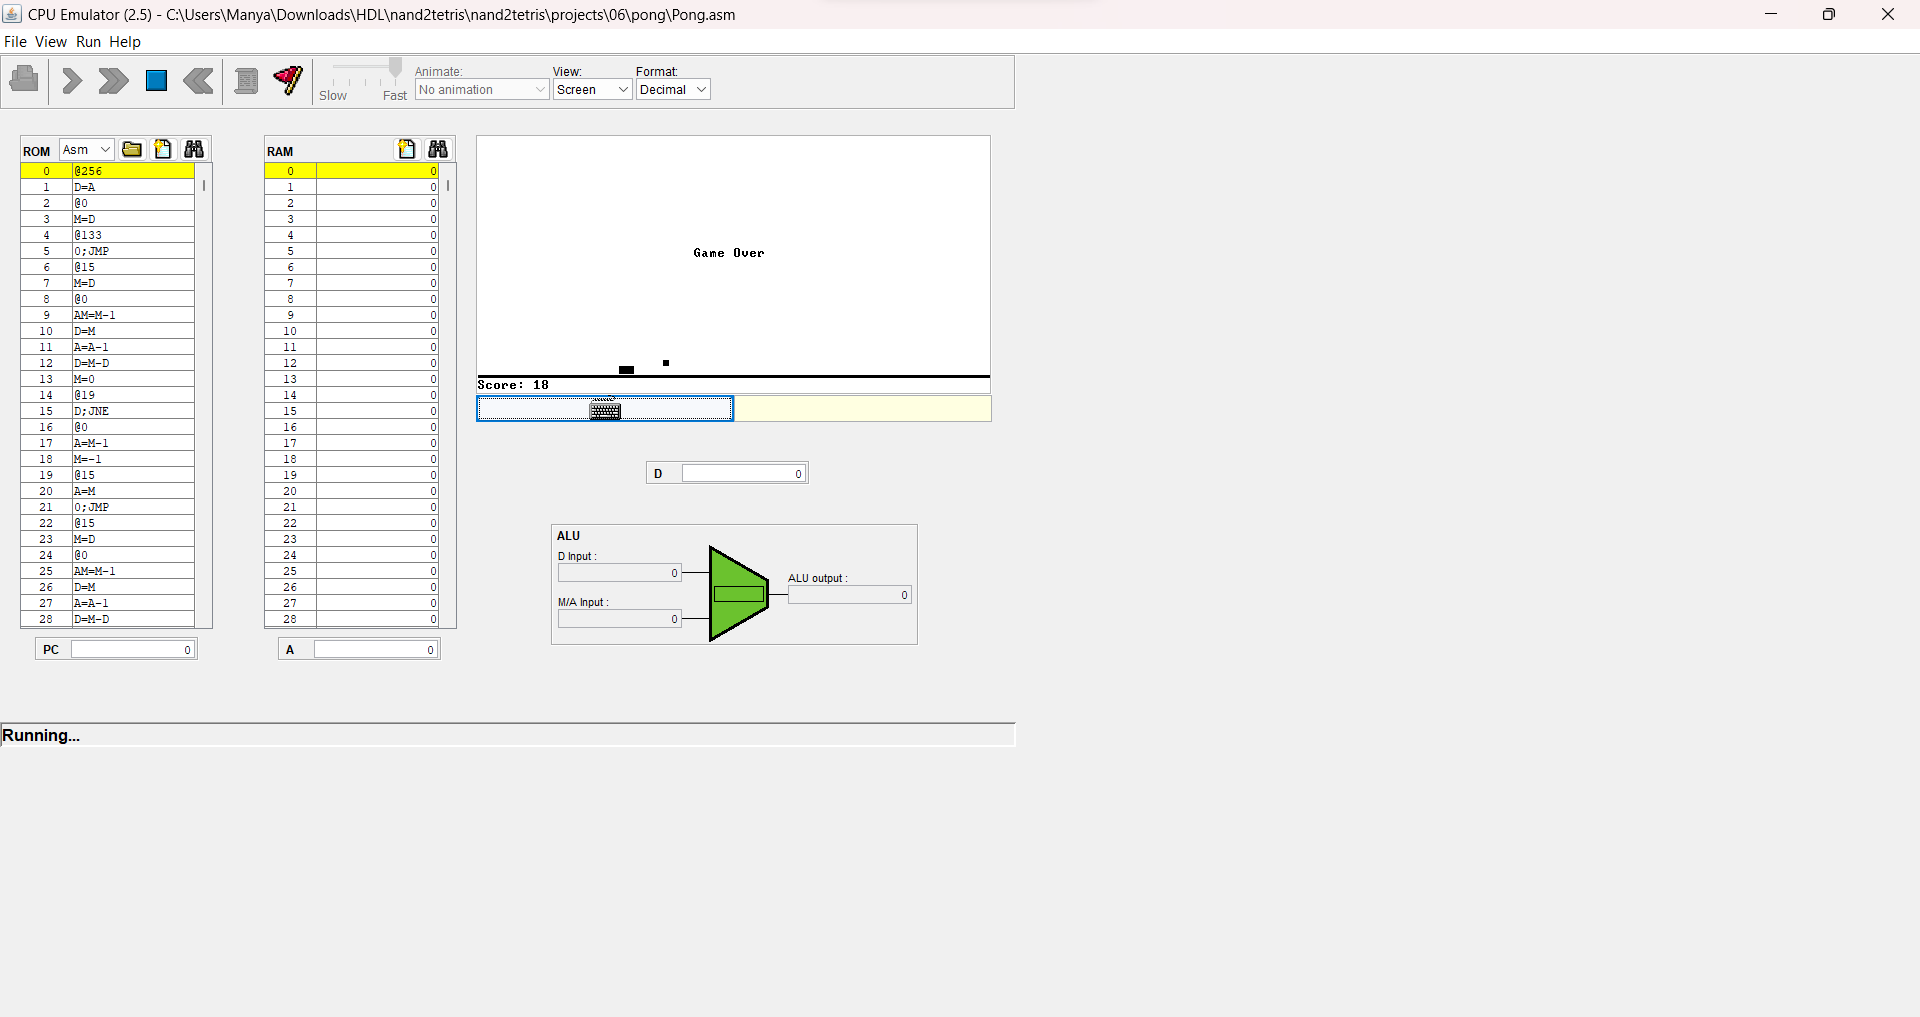 CPU Emulator (2.5) - C:\Users\Manya\Downloads\HDL\nand2tetris\nand2tetris\projects\06\pong\Pong.asm
File View Run Help
Slow Fast
Animate:
No animation
View:
Screen
Format:
Decimal
ROM Asm
0 @256
1 D=A
2 @0
3 M=D
4 @133
5 0;JMP
6 @15
7 M=D
8 @0
9 AM=M-1
10 D=M
11 A=A-1
12 D=M-D
13 M=0
14 @19
15 D;JNE
16 @0
17 A=M-1
18 M=-1
19 @15
20 A=M
21 0;JMP
22 @15
23 M=D
24 @0
25 AM=M-1
26 D=M
27 A=A-1
28 D=M-D
PC 0
RAM
0 0
1 0
2 0
3 0
4 0
5 0
6 0
7 0
8 0
9 0
10 0
11 0
12 0
13 0
14 0
15 0
16 0
17 0
18 0
19 0
20 0
21 0
22 0
23 0
24 0
25 0
26 0
27 0
28 0
A 0
Game Over
Score: 18
D 0
ALU
D Input :
0
M/A Input :
0
ALU output :
0
Running...